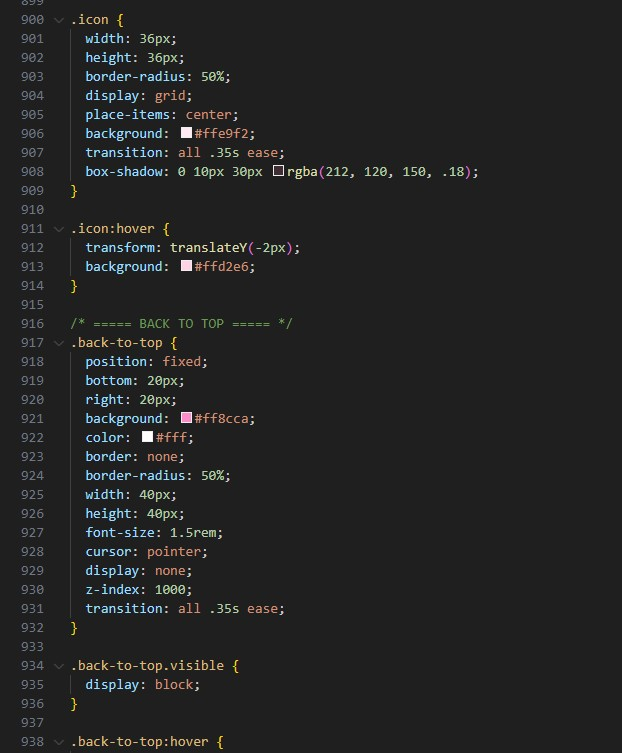 899
900 .icon {
901 width: 36px;
902 height: 36px;
903 border-radius: 50%;
904 display: grid;
905 place-items: center;
906 background: #ffe9f2;
907 transition: all .35s ease;
908 box-shadow: 0 10px 30px rgba(212, 120, 150, .18);
909 }
910
911 .icon:hover {
912 transform: translateY(-2px);
913 background: #ffd2e6;
914 }
915
916 /* ===== BACK TO TOP ===== */
917 .back-to-top {
918 position: fixed;
919 bottom: 20px;
920 right: 20px;
921 background: #ff8cca;
922 color: #fff;
923 border: none;
924 border-radius: 50%;
925 width: 40px;
926 height: 40px;
927 font-size: 1.5rem;
928 cursor: pointer;
929 display: none;
930 z-index: 1000;
931 transition: all .35s ease;
932 }
933
934 .back-to-top.visible {
935 display: block;
936 }
937
938 .back-to-top:hover {